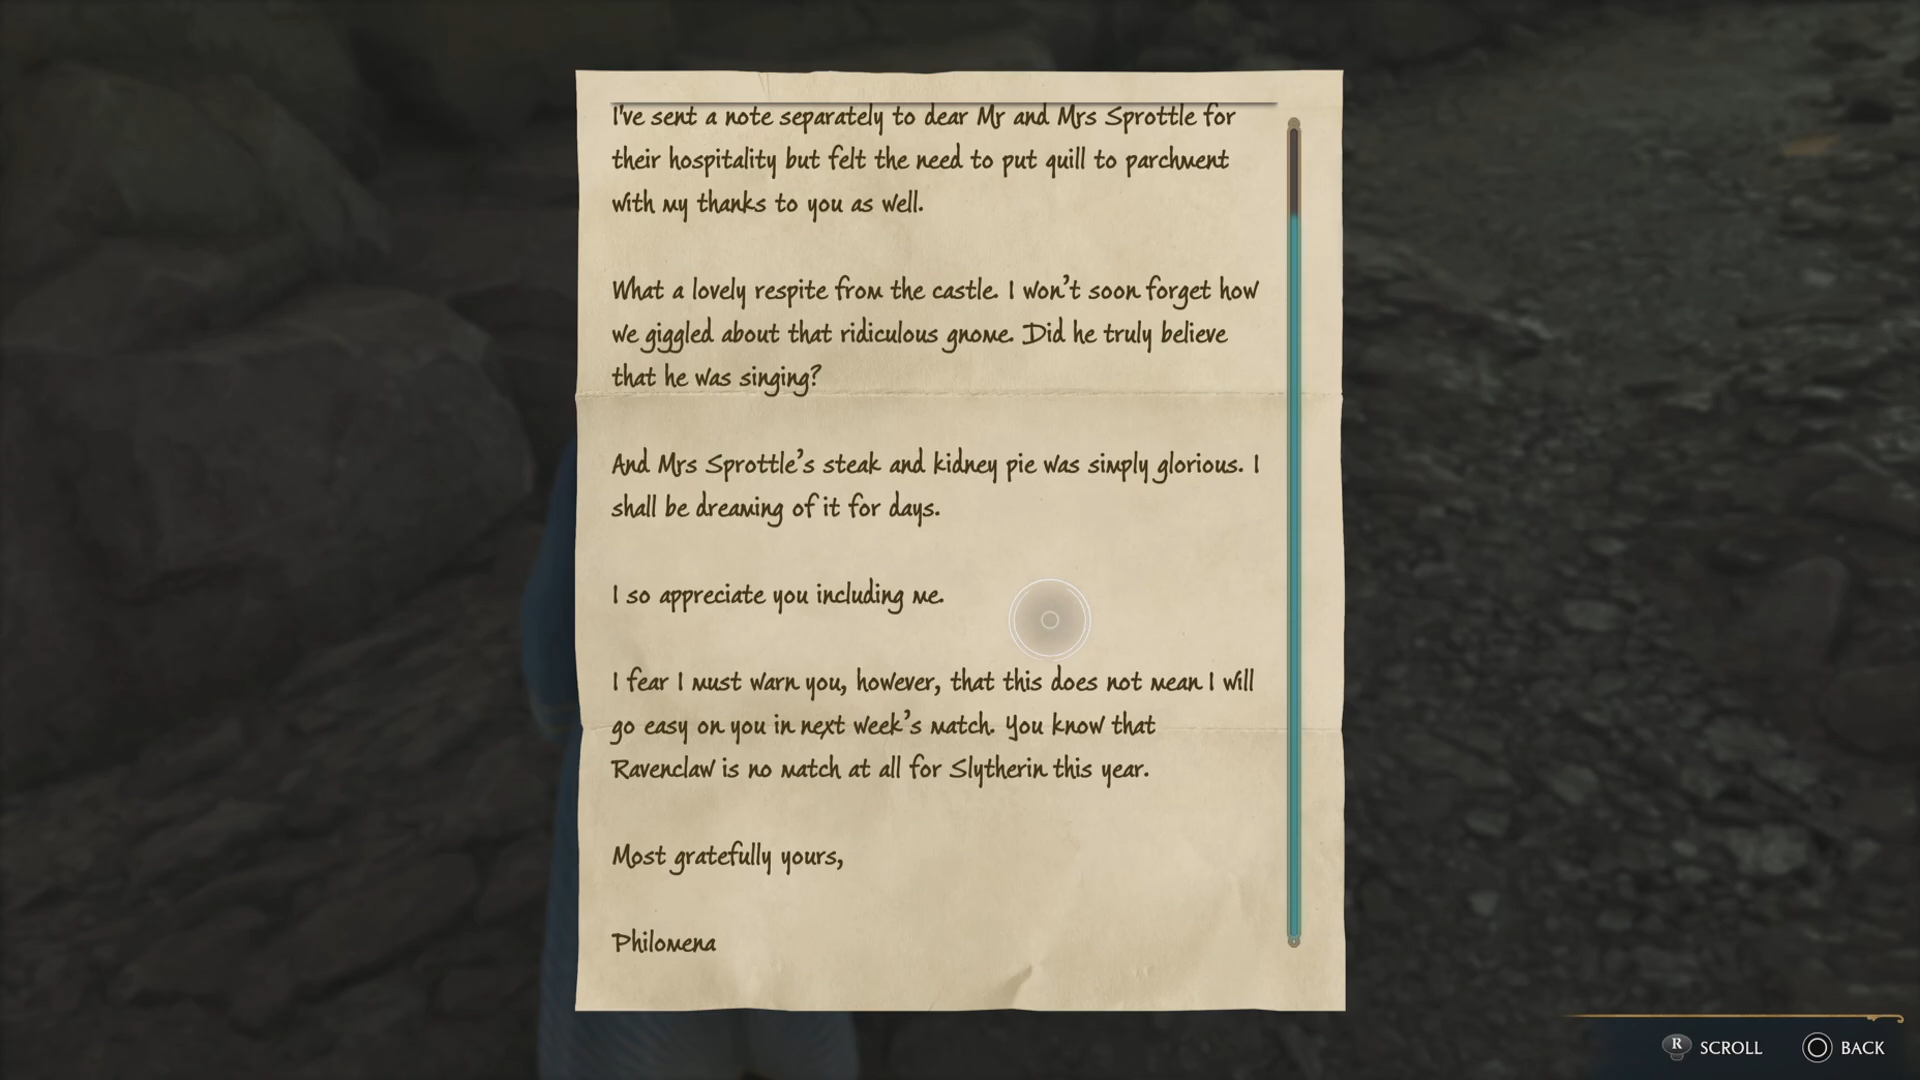 I've sent a note separately to dear Mr and Mrs Sprottle for
their hospitality but felt the need to put quill to parchment
with my thanks to you as well.
What a lovely respite from the castle. I won't soon forget how
we giggled about that ridiculous gnome. Did he truly believe
that he was singing?
And Mrs Sprottle's steak and kidney pie was simply glorious. I
shall be dreaming of it for days.
I so appreciate you including me.
I fear I must warn you, however, that this does not mean I will
go easy on you in next week's match. You know that
Ravenclaw is no match at all for Slytherin this year.
Most gratefully yours,
Philomena
R SCROLL BACK